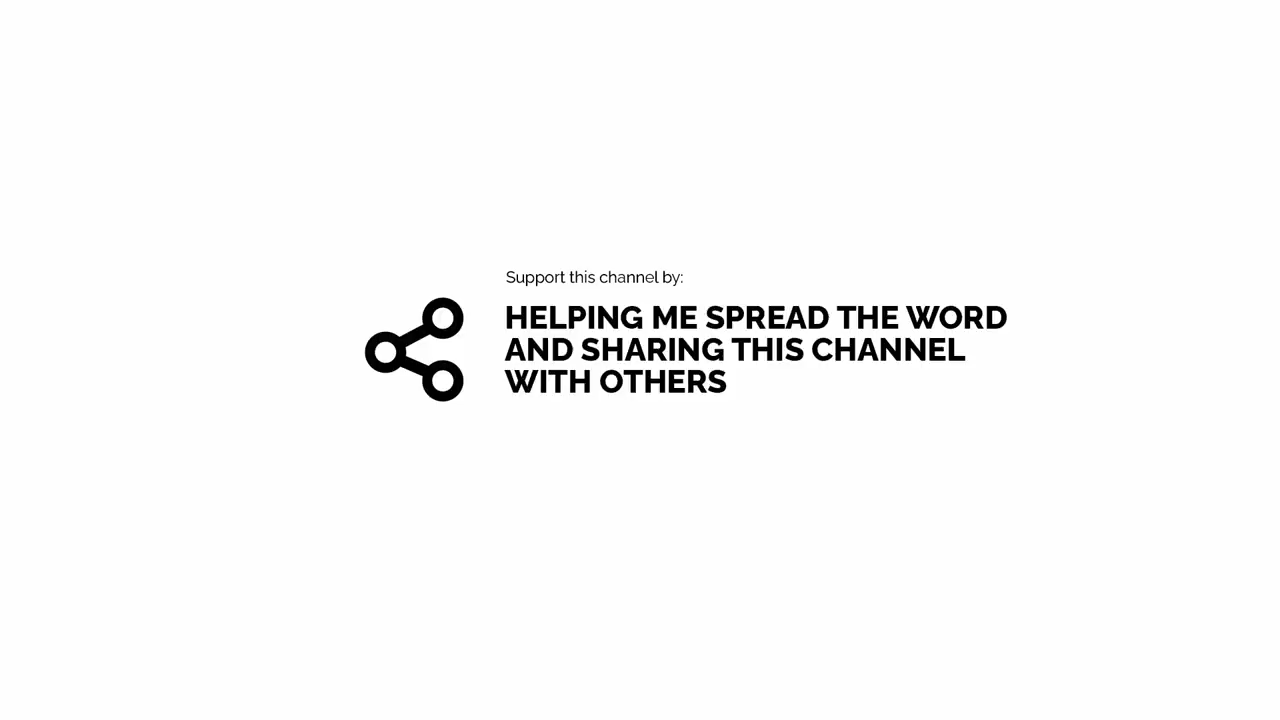 Support this channel by:
HELPING ME SPREAD THE WORD
AND SHARING THIS CHANNEL
WITH OTHERS